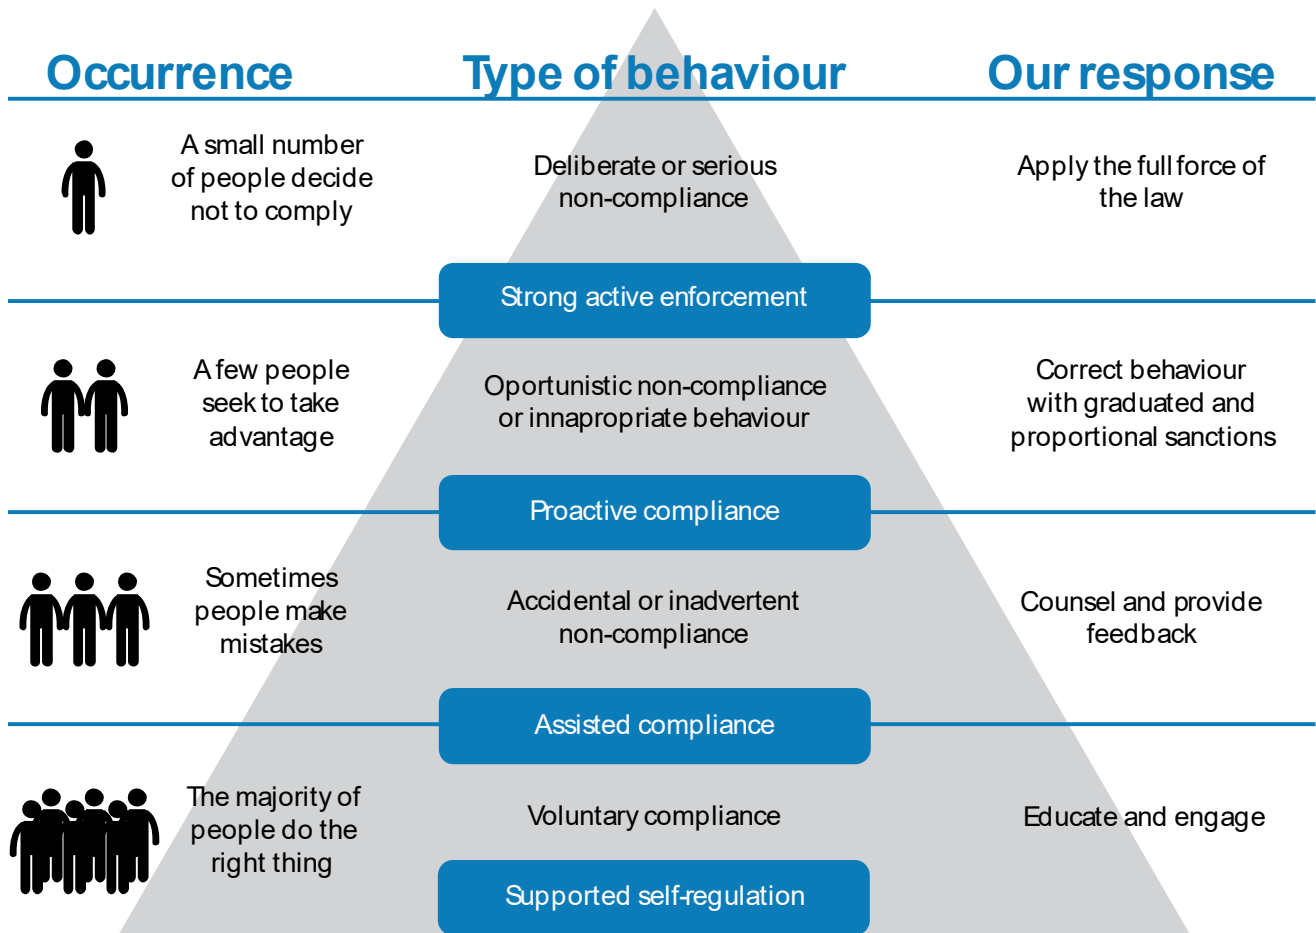 Occurrence
Type of behaviour
Our response
A small number
of people decide
not to comply
Deliberate or serious
non-compliance
Apply the full force of
the law
Strong active enforcement
A few people
seek to take
advantage
Oportunistic non-compliance
or innapropriate behaviour
Correct behaviour
with graduated and
proportional sanctions
Proactive compliance
Sometimes
people make
mistakes
Accidental or inadvertent
non-compliance
Counsel and provide
feedback
Assisted compliance
The majority of
people do the
right thing
Voluntary compliance
Educate and engage
Supported self-regulation